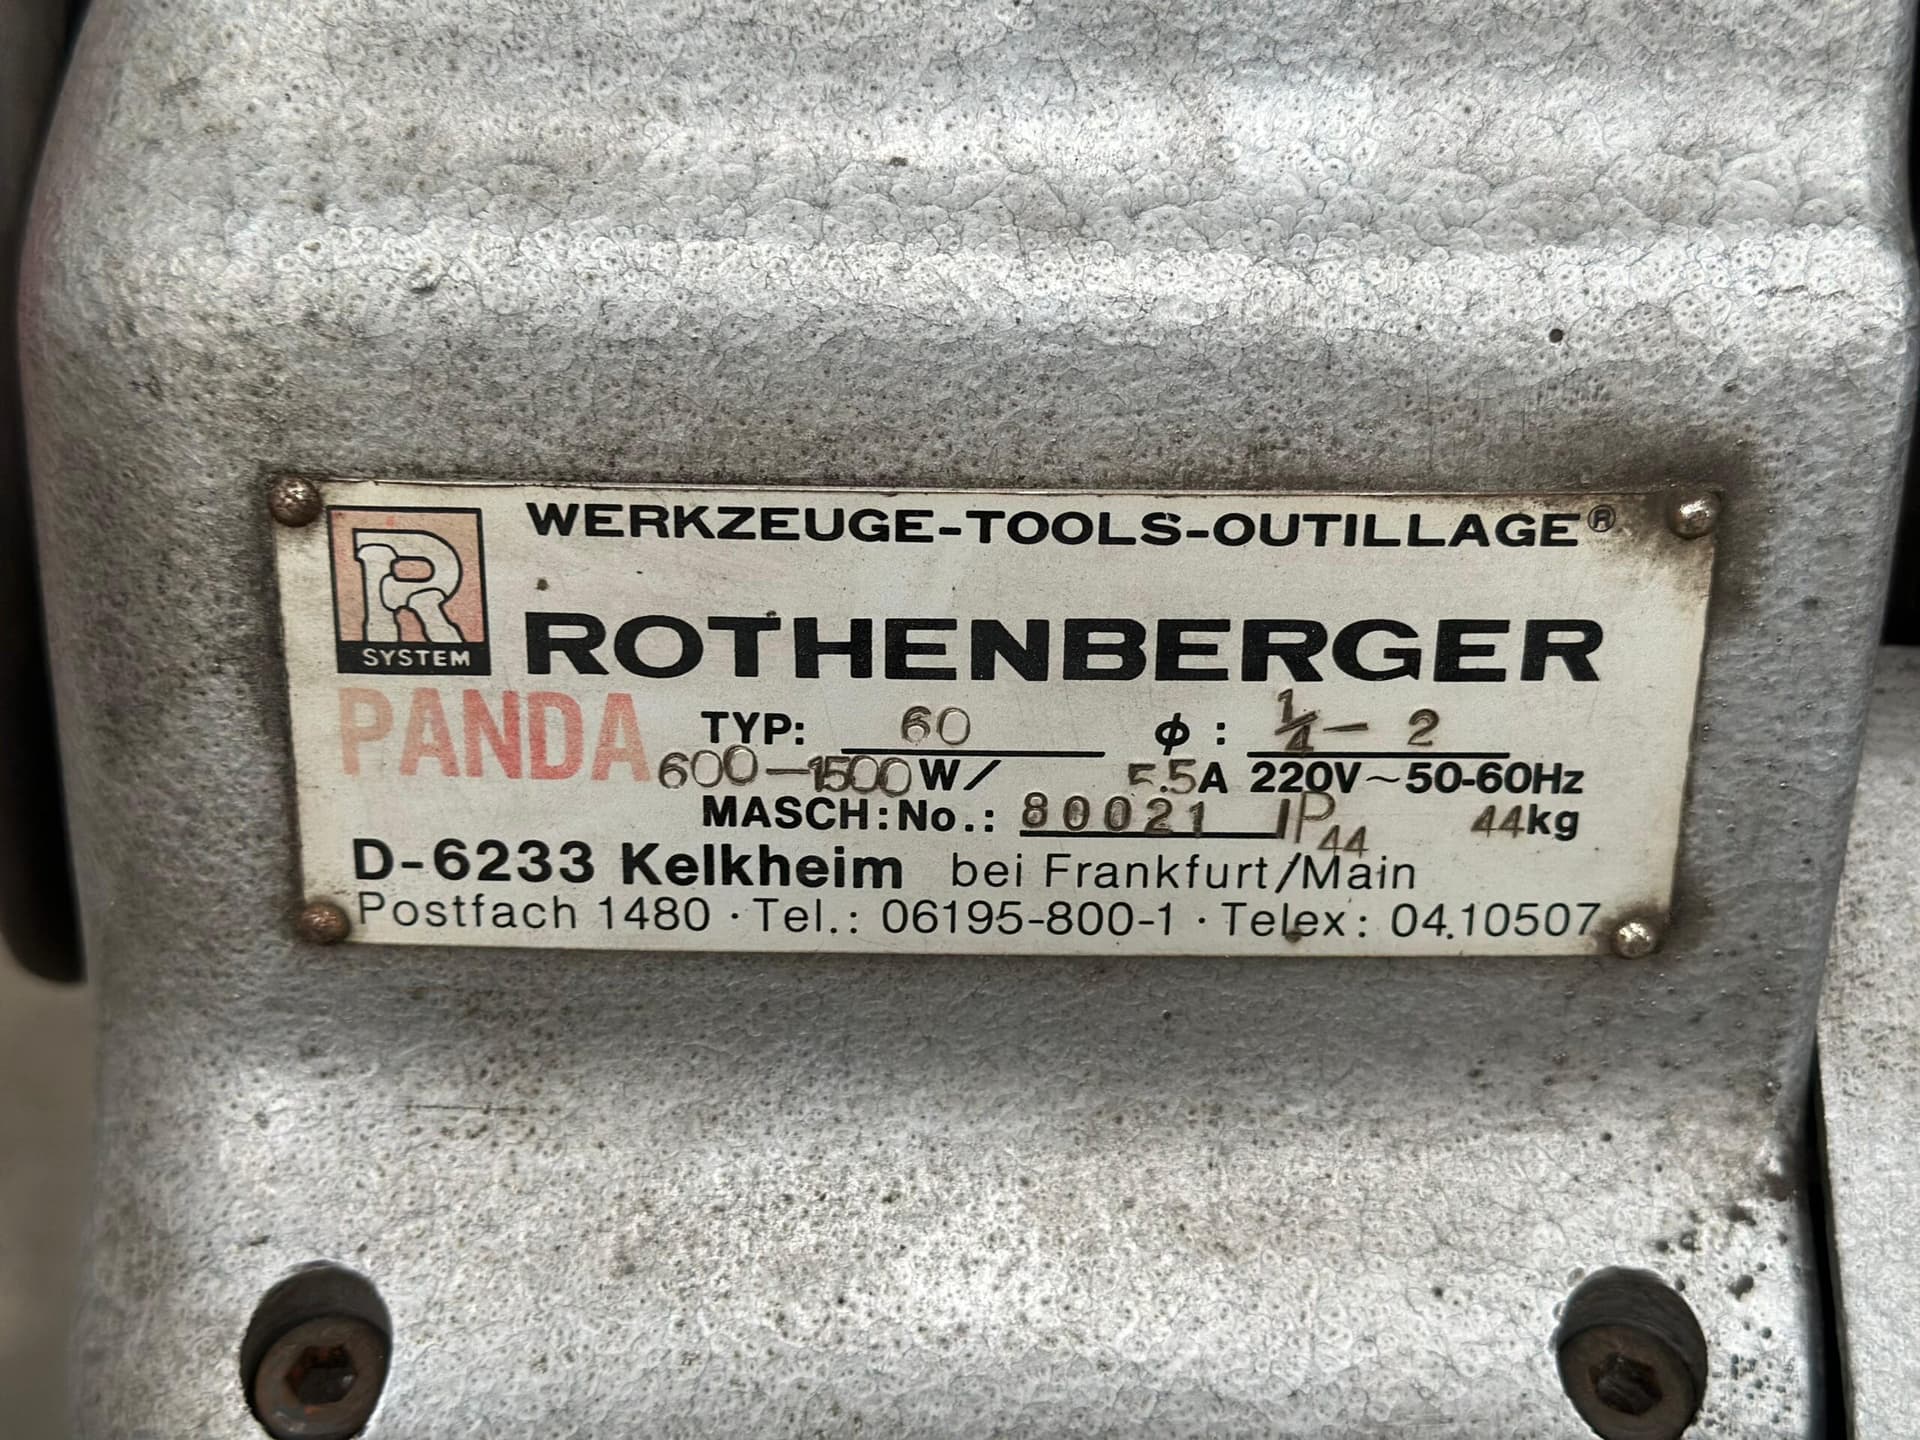 WERKZEUGE-TOOLS-OUTILLAGE®
R
SYSTEM
ROTHENBERGER
PANDA
TYP: 60 ϕ: 1/4 - 2
600-1500W/ 5.5A 220V~50-60Hz
MASCH:No.: 80021 IP44 44kg
D-6233 Kelkheim bei Frankfurt/Main
Postfach 1480 · Tel.: 06195-800-1 · Telex: 04.10507